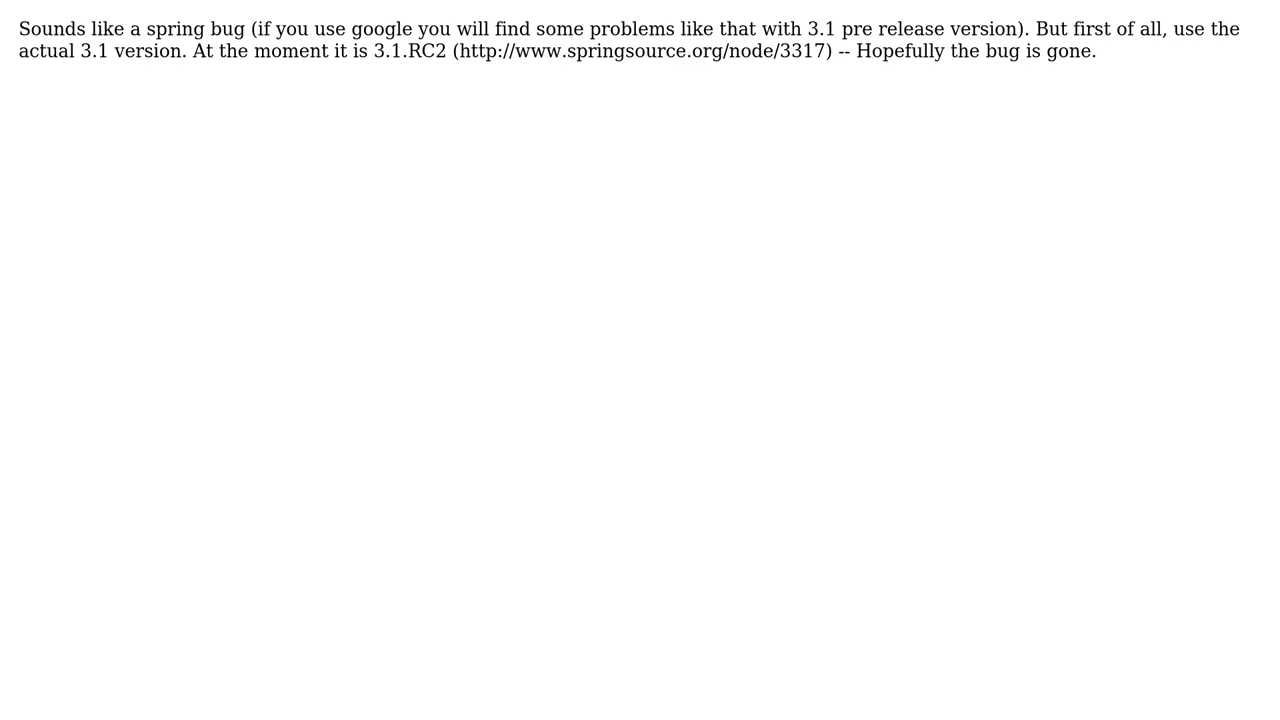 Sounds like a spring bug (if you use google you will find some problems like that with 3.1 pre release version). But first of all, use the
actual 3.1 version. At the moment it is 3.1.RC2 (http://www.springsource.org/node/3317) -- Hopefully the bug is gone.